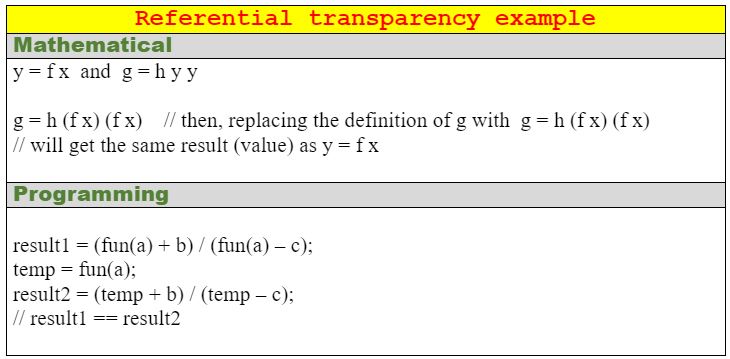 Referential transparency example
Mathematical
y = f x and g = h y y
g = h (f x) (f x) // then, replacing the definition of g with g = h (f x) (f x)
// will get the same result (value) as y = f x
Programming
result1 = (fun(a) + b) / (fun(a) – c);
temp = fun(a);
result2 = (temp + b) / (temp – c);
// result1 == result2